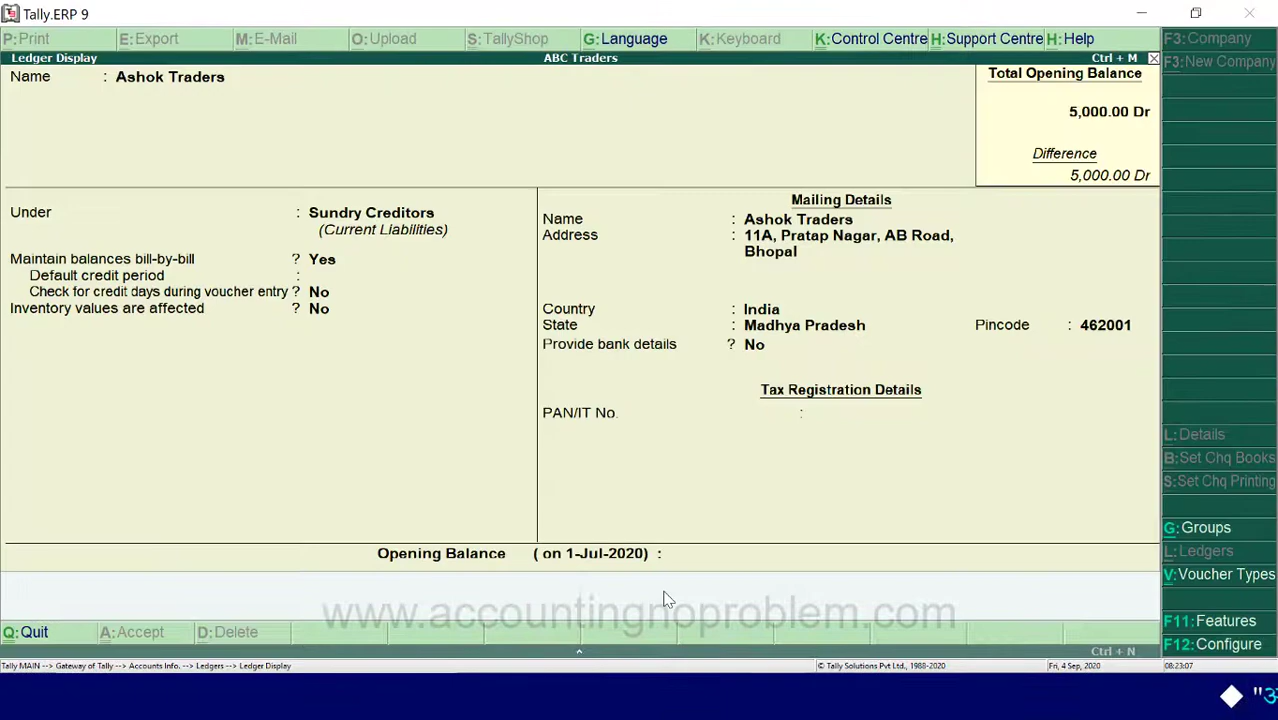 Tally.ERP 9
P:Print E:Export M:E-Mail O:Upload S:TallyShop G:Language K:Keyboard K:Control Centre H:Support Centre H:Help F3:Company
Ledger Display ABC Traders Ctrl + M
F3:New Company
Name : Ashok Traders
Total Opening Balance
5,000.00 Dr
Difference
5,000.00 Dr
Under : Sundry Creditors
(Current Liabilities)
Maintain balances bill-by-bill ? Yes
Default credit period :
Check for credit days during voucher entry ? No
Inventory values are affected ? No
Mailing Details
Name : Ashok Traders
Address : 11A, Pratap Nagar, AB Road,
Bhopal
Country : India
State : Madhya Pradesh Pincode : 462001
Provide bank details ? No
Tax Registration Details
PAN/IT No. :
L:Details
B:Set Chq Books
S:Set Chq Printing
G:Groups
L:Ledgers
V:Voucher Types
F11:Features
F12:Configure
Opening Balance ( on 1-Jul-2020) :
www.accountingnoproblem.com
Q:Quit A:Accept D:Delete
Ctrl + N
Tally MAIN --> Gateway of Tally --> Accounts Info. --> Ledgers --> Ledger Display © Tally Solutions Pvt Ltd., 1988-2020 Fri, 4 Sep, 2020 08:23:07